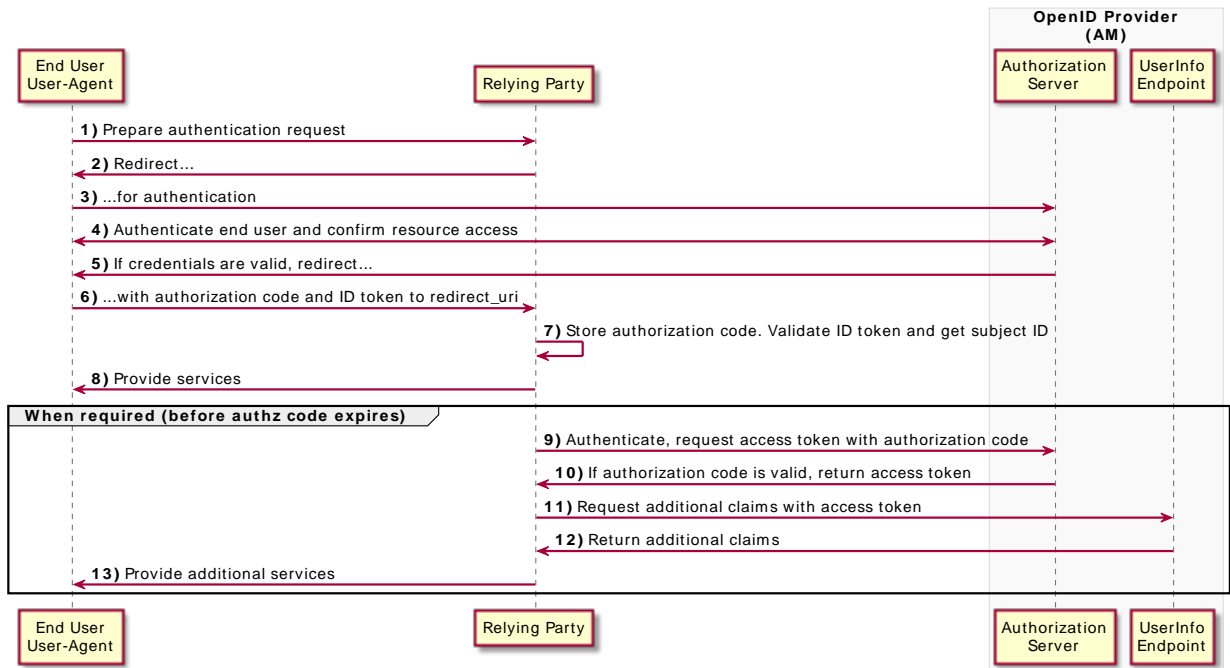 OpenID Provider
(AM)
End User
User-Agent
Relying Party
Authorization
Server
UserInfo
Endpoint
1) Prepare authentication request
2) Redirect...
3) ...for authentication
4) Authenticate end user and confirm resource access
5) If credentials are valid, redirect...
6) ...with authorization code and ID token to redirect_uri
7) Store authorization code. Validate ID token and get subject ID
8) Provide services
When required (before authz code expires)
9) Authenticate, request access token with authorization code
10) If authorization code is valid, return access token
11) Request additional claims with access token
12) Return additional claims
13) Provide additional services
End User
User-Agent
Relying Party
Authorization
Server
UserInfo
Endpoint